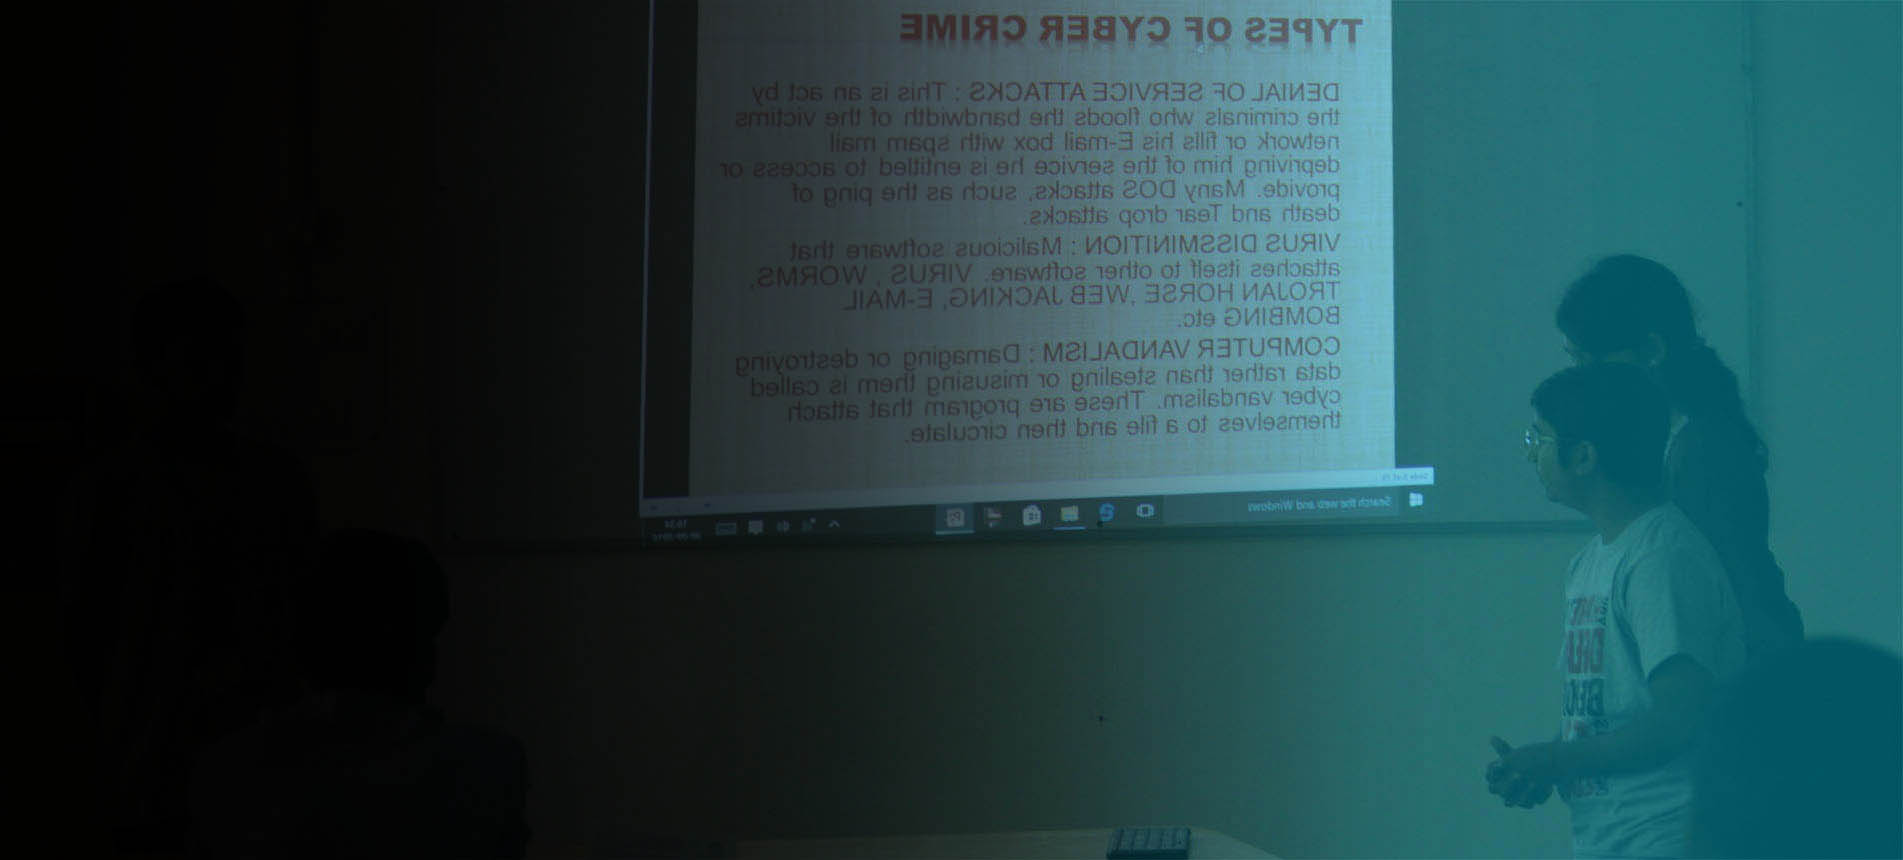 TYPES OF CYBER CRIME
DENIAL OF SERVICE ATTACKS : This is an act by
the criminals who floods the bandwidth of the victims
network or fills his E-mail box with spam mail
depriving him of the service he is entitled to access or
provide. Many DOS attacks, such as the ping of
death and Tear drop attacks.
VIRUS DISSMINITION : Malicious software that
attaches itself to other software. VIRUS , WORMS,
TROJAN HORSE ,WEB JACKING, E-MAIL
BOMBING etc.
COMPUTER VANDALISM : Damaging or destroying
data rather than stealing or misusing them is called
cyber vandalism. These are program that attach
themselves to a file and then circulate.
Search the web and Windows